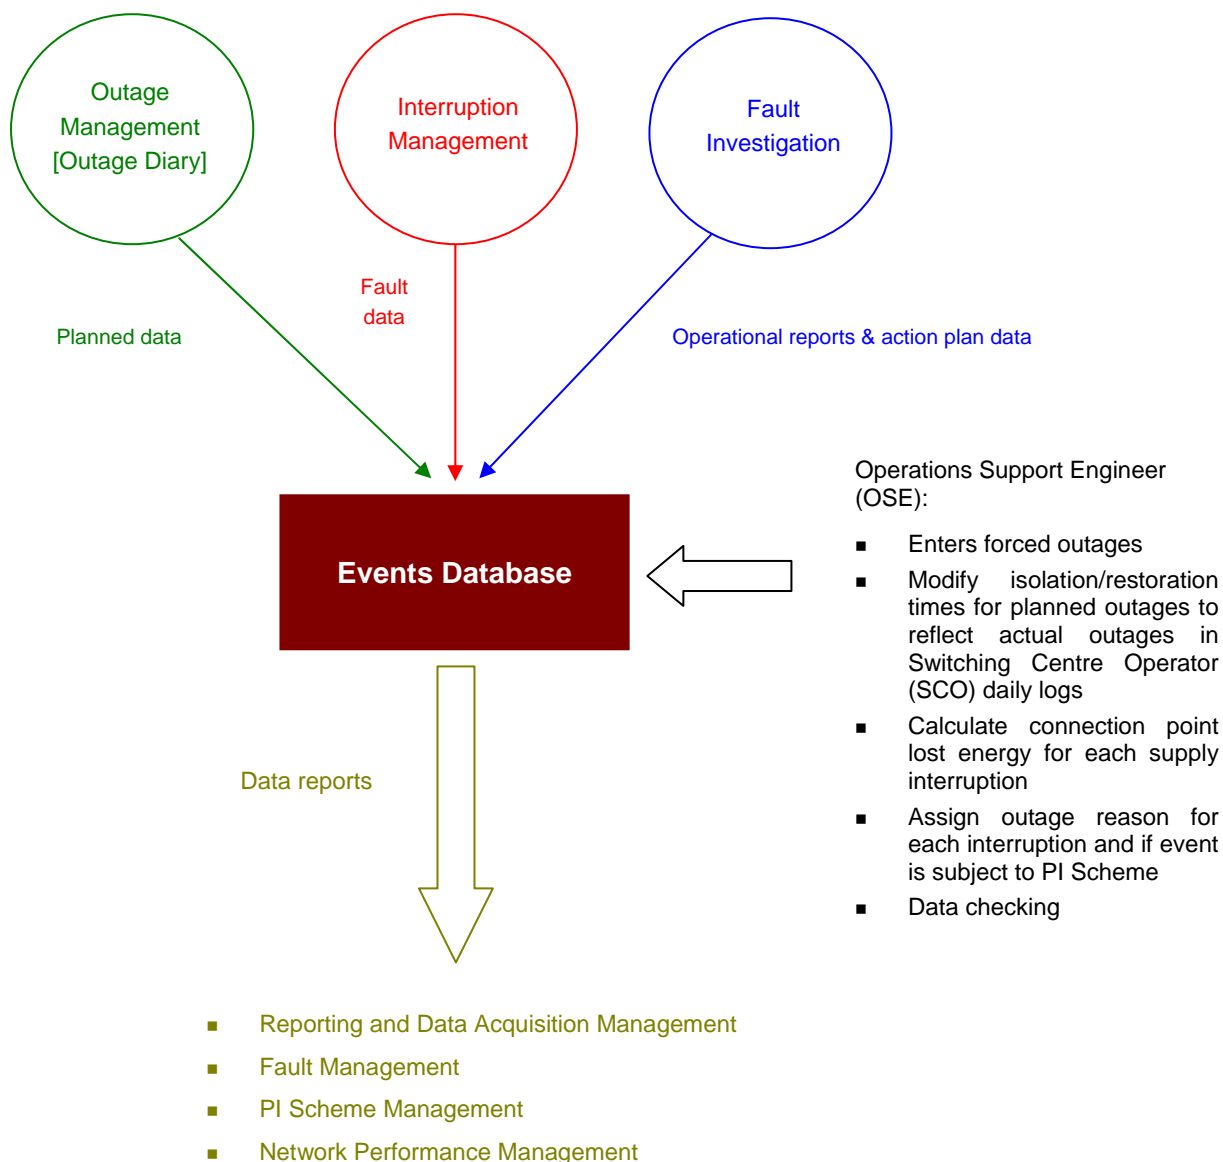 Outage
Management
[Outage Diary]
Interruption
Management
Fault
Investigation
Planned data
Fault
data
Operational reports & action plan data
Events Database
Operations Support Engineer
(OSE):
■ Enters forced outages
■ Modify isolation/restoration
times for planned outages to
reflect actual outages in
Switching Centre Operator
(SCO) daily logs
■ Calculate connection point
lost energy for each supply
interruption
■ Assign outage reason for
each interruption and if event
is subject to PI Scheme
■ Data checking
Data reports
■ Reporting and Data Acquisition Management
■ Fault Management
■ PI Scheme Management
■ Network Performance Management